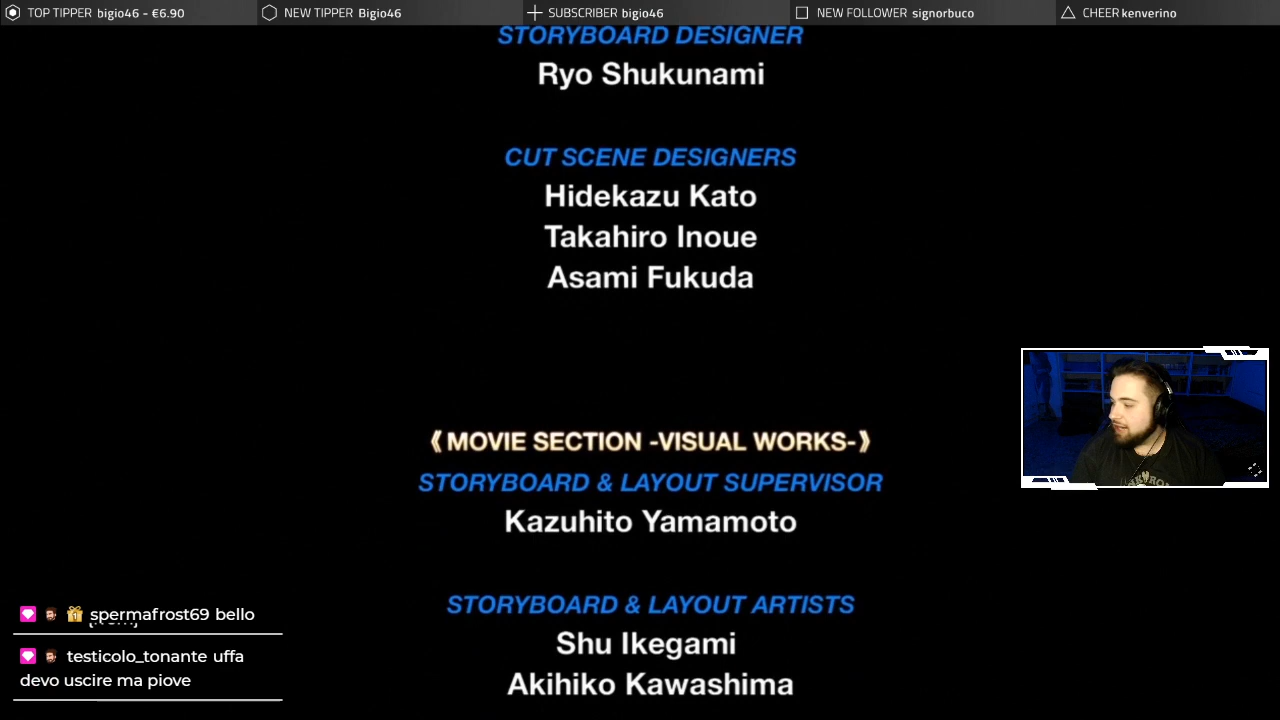 TOP TIPPER bigio46 - €6.90
NEW TIPPER Bigio46
SUBSCRIBER bigio46
NEW FOLLOWER signorbuco
CHEER kenverino
STORYBOARD DESIGNER
Ryo Shukunami
CUT SCENE DESIGNERS
Hidekazu Kato
Takahiro Inoue
Asami Fukuda
《MOVIE SECTION -VISUAL WORKS-》
STORYBOARD & LAYOUT SUPERVISOR
Kazuhito Yamamoto
STORYBOARD & LAYOUT ARTISTS
Shu Ikegami
Akihiko Kawashima
spermafrost69 bello
testicolo_tonante uffa
devo uscire ma piove